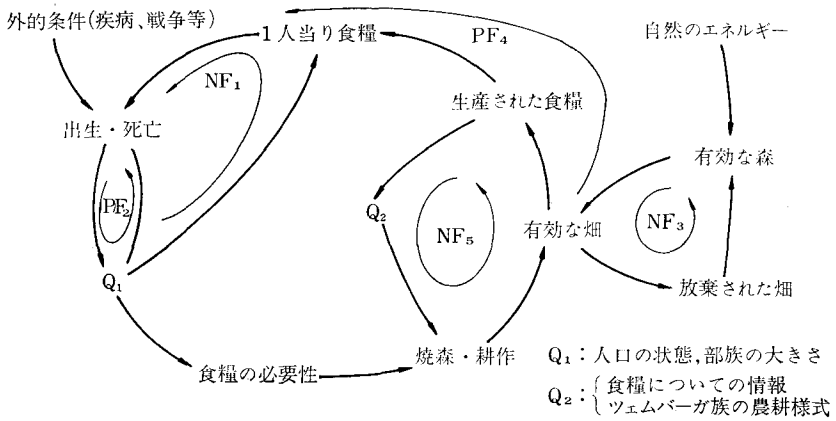 外的条件(疾病、戦争等)
1人当り食糧
PF₄
自然のエネルギー
NF₁
生産された食糧
出生・死亡
有効な森
PF₂
Q₂
NF₅
有効な畑
NF₃
Q₁
放棄された畑
食糧の必要性
焼森・耕作
Q₁:人口の状態,部族の大きさ
Q₂:{食糧についての情報
ツェムバーガ族の農耕様式